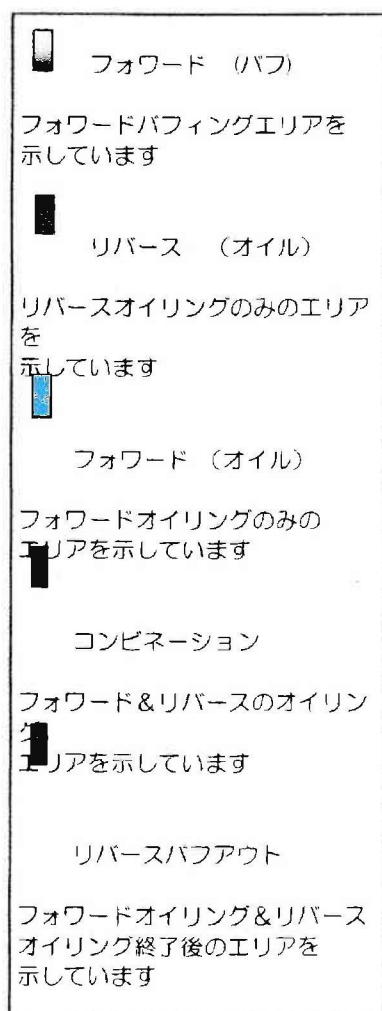 フォワード (バフ)
フォワードバフィングエリアを
示しています
リバース (オイル)
リバースオイリングのみのエリア
を
示しています
フォワード (オイル)
フォワードオイリングのみの
エリアを示しています
コンビネーション
フォワード&リバースのオイリン
グ
エリアを示しています
リバースバフアウト
フォワードオイリング&リバース
オイリング終了後のエリアを
示しています